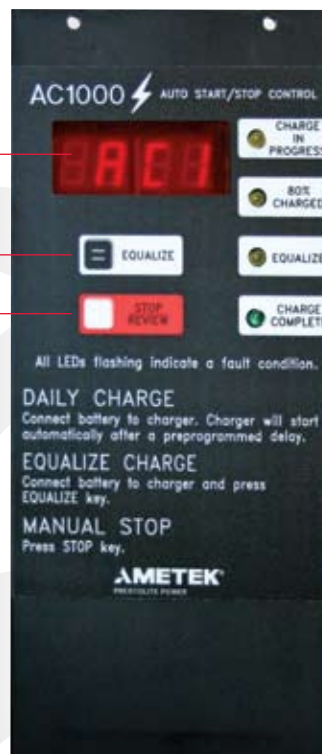 AC1000 AUTO START/STOP CONTROL
AC1
CHARGE
IN
PROGRESS
80%
CHARGED
EQUALIZE
EQUALIZE
STOP
REVIEW
CHARGE
COMPLETE
All LEDs flashing indicate a fault condition.
DAILY CHARGE
Connect battery to charger. Charger will start
automatically after a preprogrammed delay.
EQUALIZE CHARGE
Connect battery to charger and press
EQUALIZE key.
MANUAL STOP
Press STOP key.
AMETEK
PRESTOLITE POWER